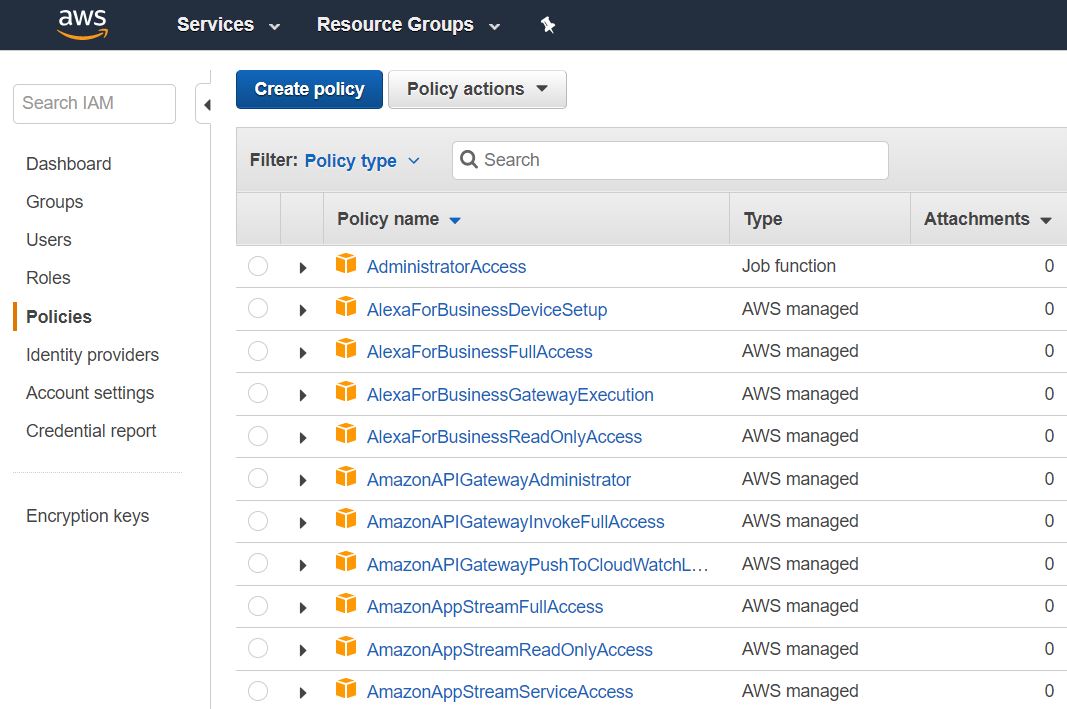 aws Services Resource Groups
Search IAM
Dashboard
Groups
Users
Roles
Policies
Identity providers
Account settings
Credential report
Encryption keys
Create policy Policy actions
Filter: Policy type Search
Policy name Type Attachments
AdministratorAccess Job function 0
AlexaForBusinessDeviceSetup AWS managed 0
AlexaForBusinessFullAccess AWS managed 0
AlexaForBusinessGatewayExecution AWS managed 0
AlexaForBusinessReadOnlyAccess AWS managed 0
AmazonAPIGatewayAdministrator AWS managed 0
AmazonAPIGatewayInvokeFullAccess AWS managed 0
AmazonAPIGatewayPushToCloudWatchL... AWS managed 0
AmazonAppStreamFullAccess AWS managed 0
AmazonAppStreamReadOnlyAccess AWS managed 0
AmazonAppStreamServiceAccess AWS managed 0